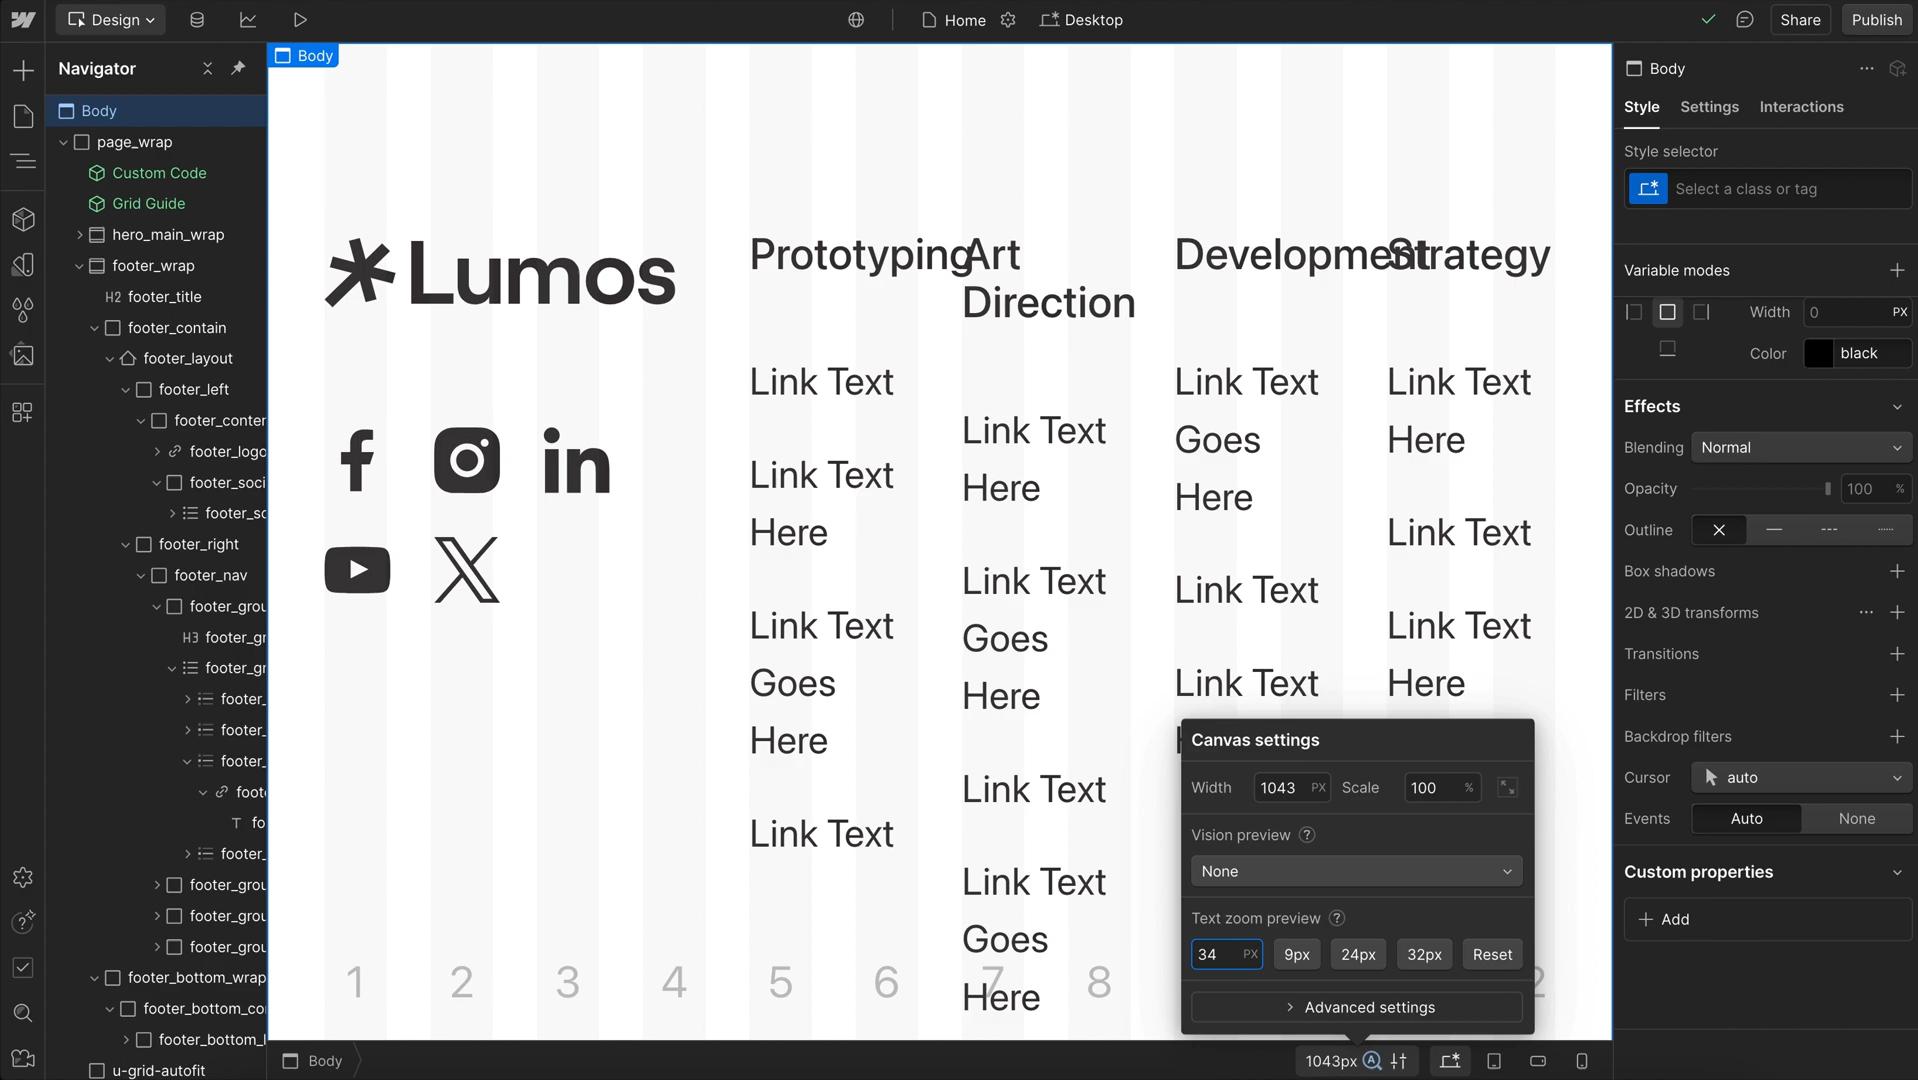 Design
Home
Desktop
Share
Publish
Navigator
Body
page_wrap
Custom Code
Grid Guide
hero_main_wrap
footer_wrap
H2 footer_title
footer_contain
footer_layout
footer_left
footer_conter
footer_logo
footer_soci
footer_sc
footer_right
footer_nav
footer_grou
H3 footer_gr
footer_gr
footer_
footer_
footer_
foote
T fo
footer_
footer_grou
footer_grou
footer_grou
footer_bottom_wrap
footer_bottom_co
footer_bottom_l
u-grid-autofit
Body
Lumos
Prototyping
Link Text
Link Text
Here
Link Text
Goes
Here
Link Text
Art
Direction
Link Text
Here
Link Text
Goes
Here
Link Text
Link Text
Goes
Here
Development
Link Text
Goes
Here
Link Text
Link Text
Strategy
Link Text
Here
Link Text
Link Text
Here
1 2 3 4 5 6 7 8 2
Canvas settings
Width 1043 PX Scale 100 %
Vision preview ?
None
Text zoom preview ?
34 PX 9px 24px 32px Reset
Advanced settings
Body
1043px
Body
Style Settings Interactions
Style selector
Select a class or tag
Variable modes
Width 0 PX
Color black
Effects
Blending Normal
Opacity 100 %
Outline
Box shadows
2D & 3D transforms
Transitions
Filters
Backdrop filters
Cursor auto
Events Auto None
Custom properties
Add